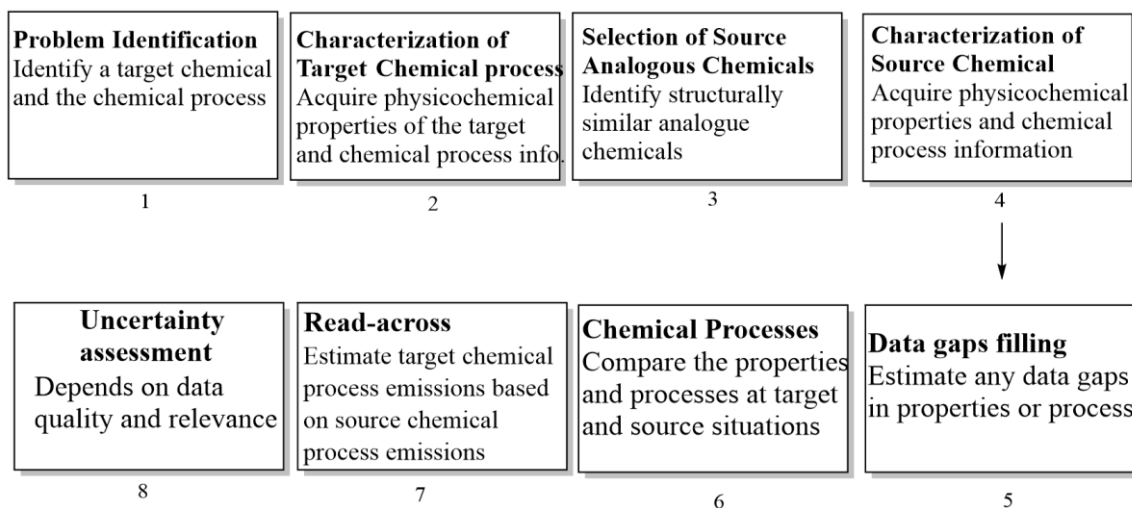 Problem Identification
Identify a target chemical
and the chemical process
1
Characterization of
Target Chemical process
Acquire physicochemical
properties of the target
and chemical process info.
2
Selection of Source
Analogous Chemicals
Identify structurally
similar analogue
chemicals
3
Characterization of
Source Chemical
Acquire physicochemical
properties and chemical
process information
4
Uncertainty
assessment
Depends on data
quality and relevance
8
Read-across
Estimate target chemical
process emissions based
on source chemical
process emissions
7
Chemical Processes
Compare the properties
and processes at target
and source situations
6
Data gaps filling
Estimate any data gaps
in properties or process
5